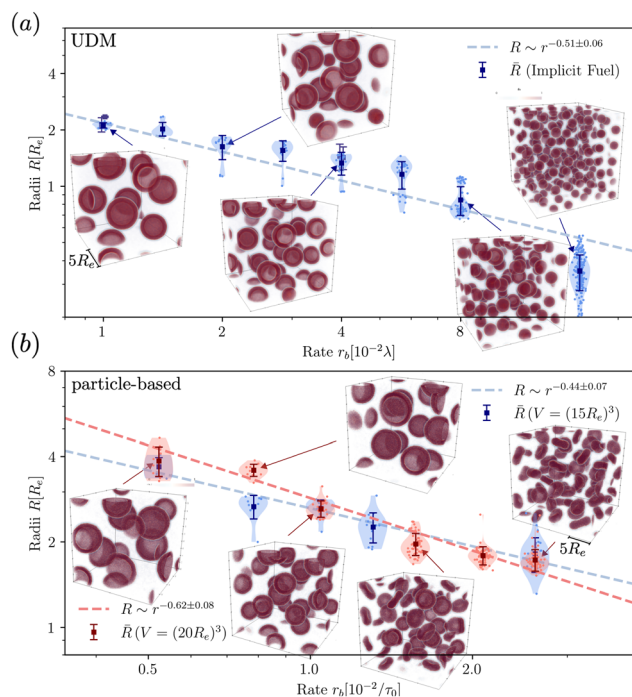 (a)
UDM
R ~ r^{-0.51±0.06}
R̄ (Implicit Fuel)
4
2
1
Radii R[R_e]
5R_e
1
2
4
8
Rate r_b[10^{-2}λ]
(b)
particle-based
R ~ r^{-0.44±0.07}
R̄ (V = (15R_e)^3)
8
4
2
1
Radii R[R_e]
5R_e
R ~ r^{-0.62±0.08}
R̄ (V = (20R_e)^3)
0.5
1.0
2.0
Rate r_b[10^{-2}/τ_0]